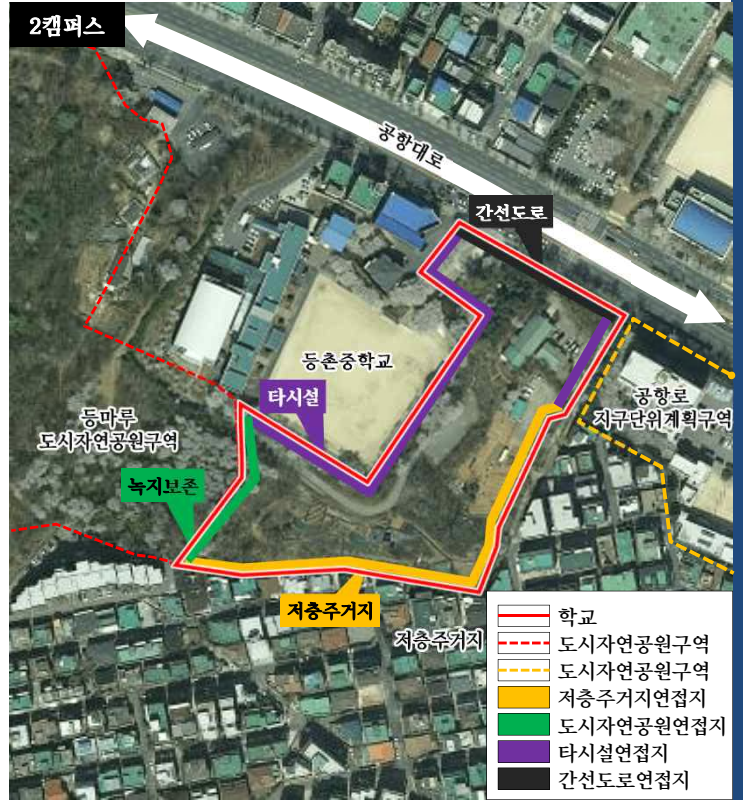 2캠퍼스
공항대로
간선도로
등촌중학교
타시설
공항로
지구단위계획구역
등마루
도시자연공원구역
녹지보존
저층주거지
저층주거지
학교
도시자연공원구역
도시자연공원구역
저층주거지연접지
도시자연공원연접지
타시설연접지
간선도로연접지